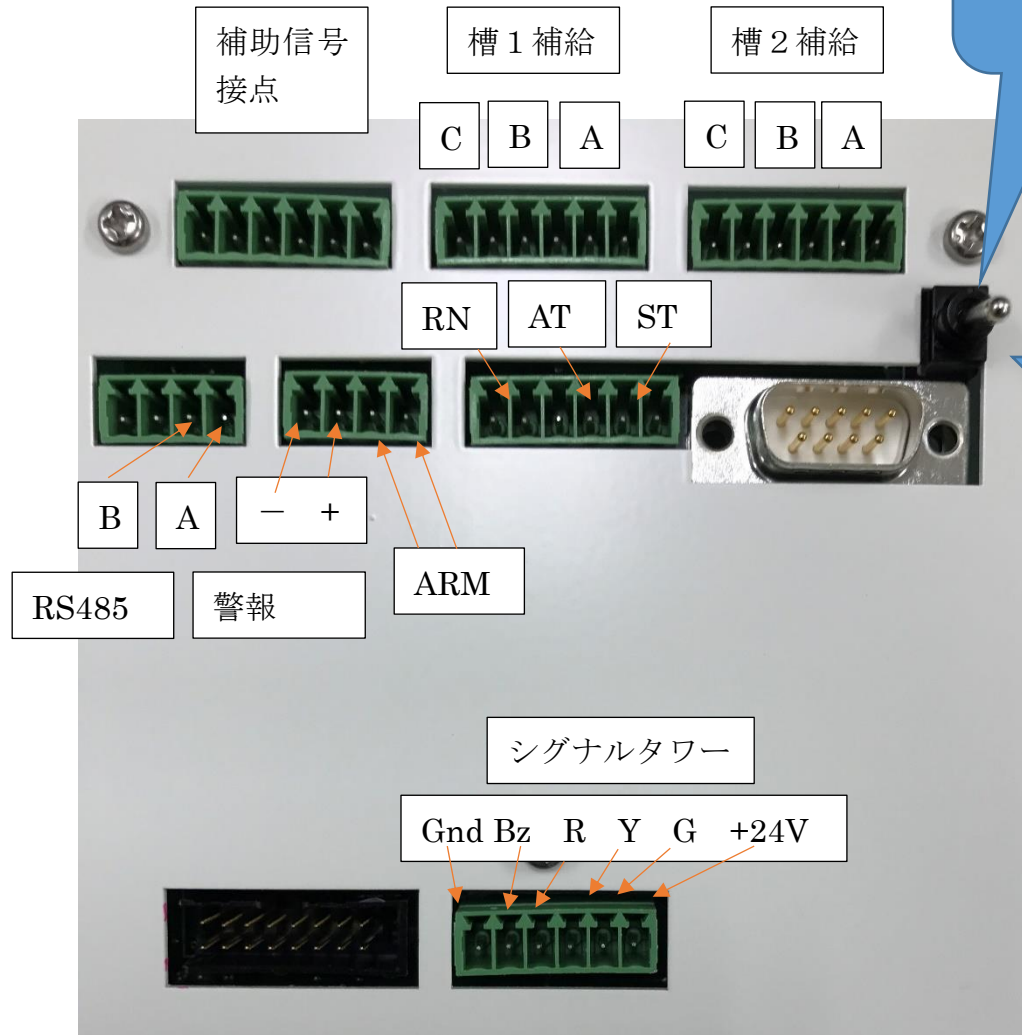 補助信号
接点
槽１補給
槽２補給
C B A
C B A
RN AT ST
B A
－ +
ARM
RS485
警報
シグナルタワー
Gnd Bz R Y G +24V